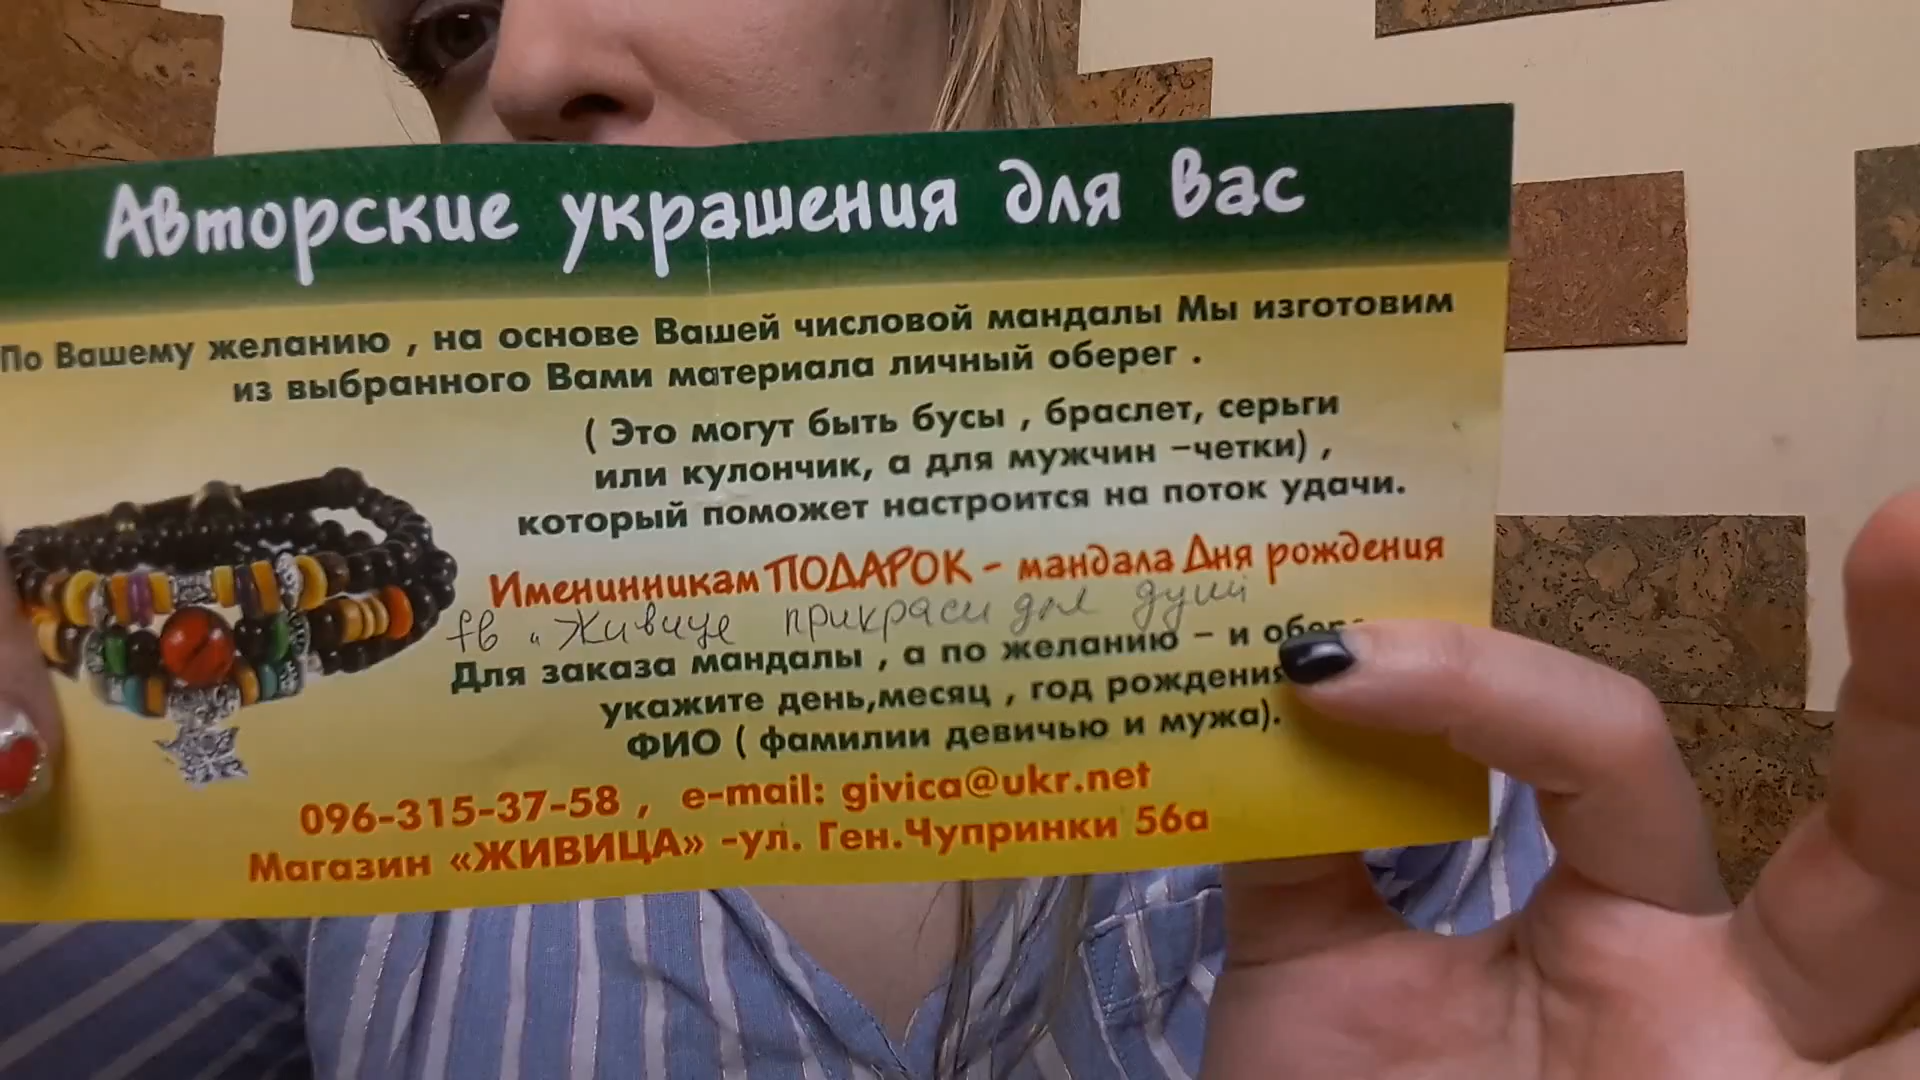 Авторские украшения для вас
По Вашему желанию , на основе Вашей числовой мандалы Мы изготовим
из выбранного Вами материала личный оберег .
( Это могут быть бусы , браслет, серьги
или кулончик, а для мужчин –четки) ,
который поможет настроится на поток удачи.
Именинникам ПОДАРОК – мандала Дня рождения
fb „Живице прикраси для душі
Для заказа мандалы , а по желанию – и
укажите день,месяц , год рождения
ФИО ( фамилии девичью и мужа).
096-315-37-58 , e-mail: givica@ukr.net
Магазин «ЖИВИЦА» -ул. Ген.Чупринки 56а